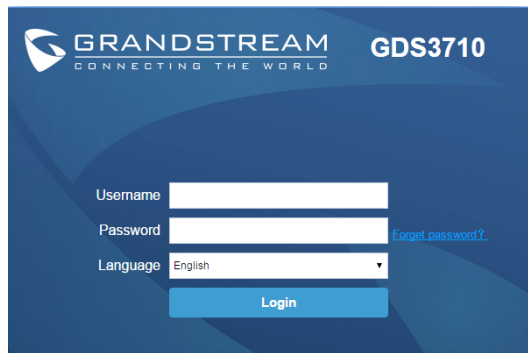 GRANDSTREAM
CONNECTING THE WORLD
GDS3710
Username
Password
Forget password?
Language English
Login